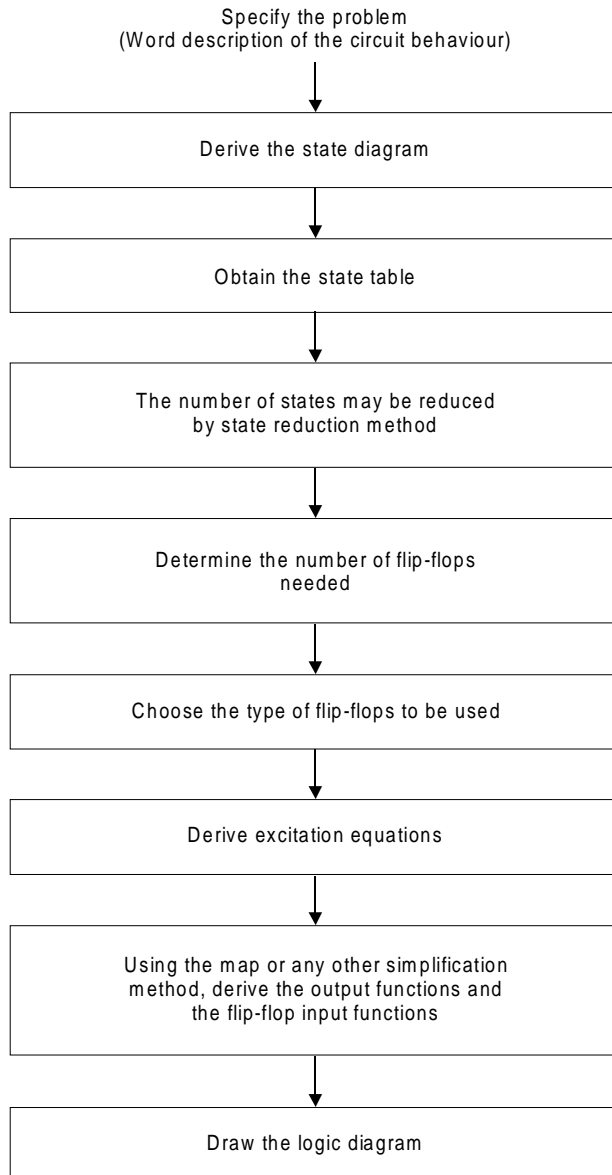 Specify the problem
(Word description of the circuit behaviour)
Derive the state diagram
Obtain the state table
The number of states may be reduced
by state reduction method
Determine the number of flip-flops
needed
Choose the type of flip-flops to be used
Derive excitation equations
Using the map or any other simplification
method, derive the output functions and
the flip-flop input functions
Draw the logic diagram